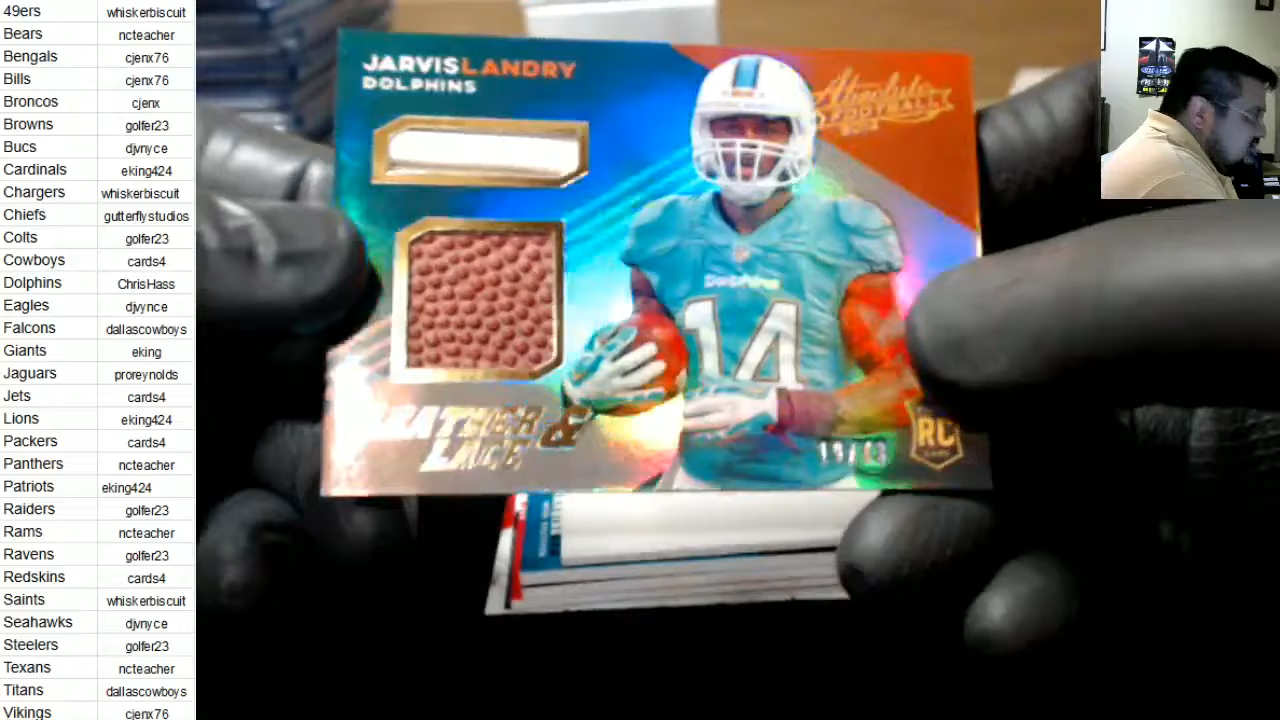 49ers whiskerbiscuit
Bears ncteacher
Bengals cjenx76
Bills cjenx76
Broncos cjenx
Browns golfer23
Bucs djvnyce
Cardinals eking424
Chargers whiskerbiscuit
Chiefs gutterflystudios
Colts golfer23
Cowboys cards4
Dolphins ChrisHass
Eagles djvynce
Falcons dallascowboys
Giants eking
Jaguars proreynolds
Jets cards4
Lions eking424
Packers cards4
Panthers ncteacher
Patriots eking424
Raiders golfer23
Rams ncteacher
Ravens golfer23
Redskins cards4
Saints whiskerbiscuit
Seahawks djvnyce
Steelers golfer23
Texans ncteacher
Titans dallascowboys
Vikings cjenx76
JARVIS LANDRY
DOLPHINS
Absolute
FOOTBALL
14
&
LACE
RC